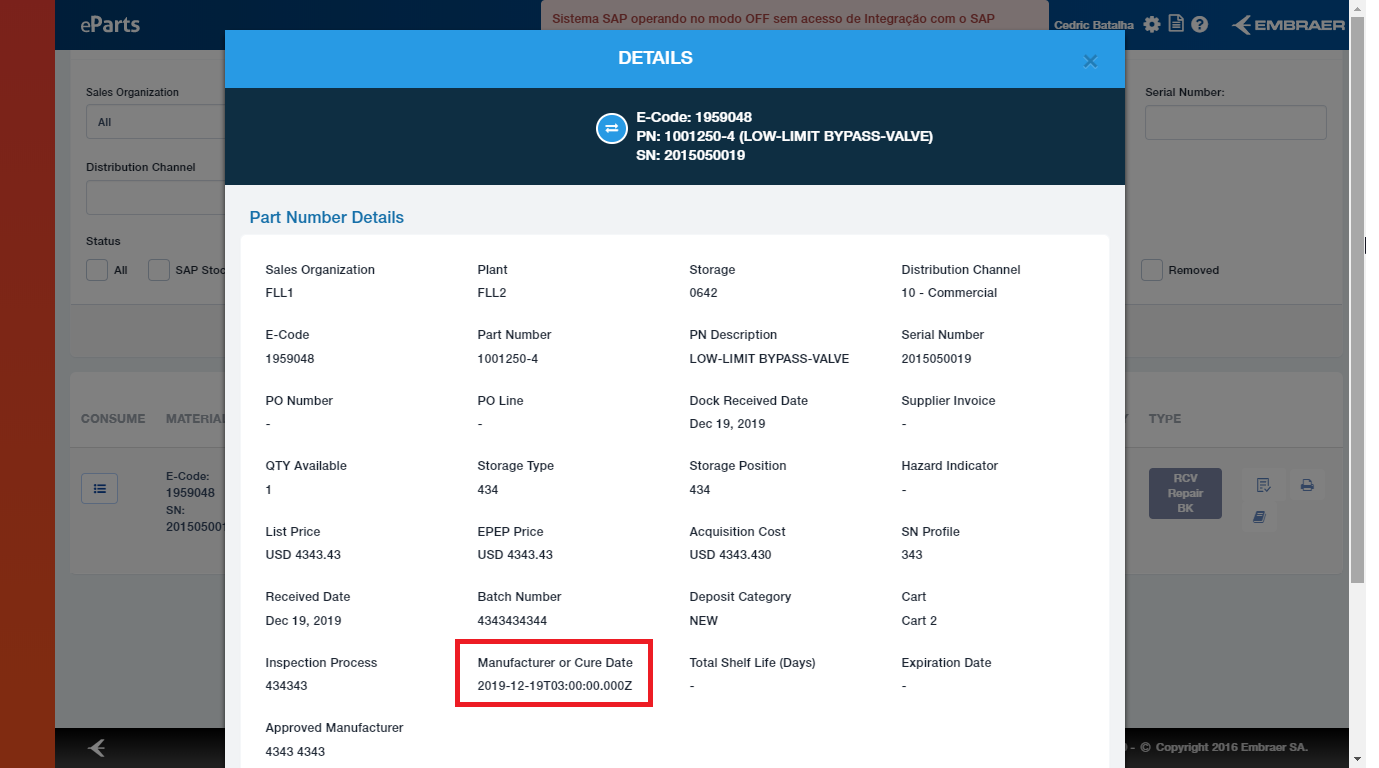 eParts
Sistema SAP operando no modo OFF sem acesso de Integração com o SAP
Cedric Batalha
EMBRAER
DETAILS
E-Code: 1959048
PN: 1001250-4 (LOW-LIMIT BYPASS-VALVE)
SN: 2015050019
Sales Organization
All
Serial Number:
Distribution Channel
Status
All
SAP Stoc
Removed
Part Number Details
Sales Organization Plant Storage Distribution Channel
FLL1 FLL2 0642 10 - Commercial
E-Code Part Number PN Description Serial Number
1959048 1001250-4 LOW-LIMIT BYPASS-VALVE 2015050019
PO Number PO Line Dock Received Date Supplier Invoice
- - Dec 19, 2019 -
QTY Available Storage Type Storage Position Hazard Indicator
1 434 434 -
List Price EPEP Price Acquisition Cost SN Profile
USD 4343.43 USD 4343.43 USD 4343.430 343
Received Date Batch Number Deposit Category Cart
Dec 19, 2019 4343434344 NEW Cart 2
Inspection Process Manufacturer or Cure Date Total Shelf Life (Days) Expiration Date
434343 2019-12-19T03:00:00.000Z - -
Approved Manufacturer
4343 4343
CONSUME MATERIAL TYPE
E-Code:
1959048
SN:
201505001
RCV
Repair
BK
- © Copyright 2016 Embraer SA.